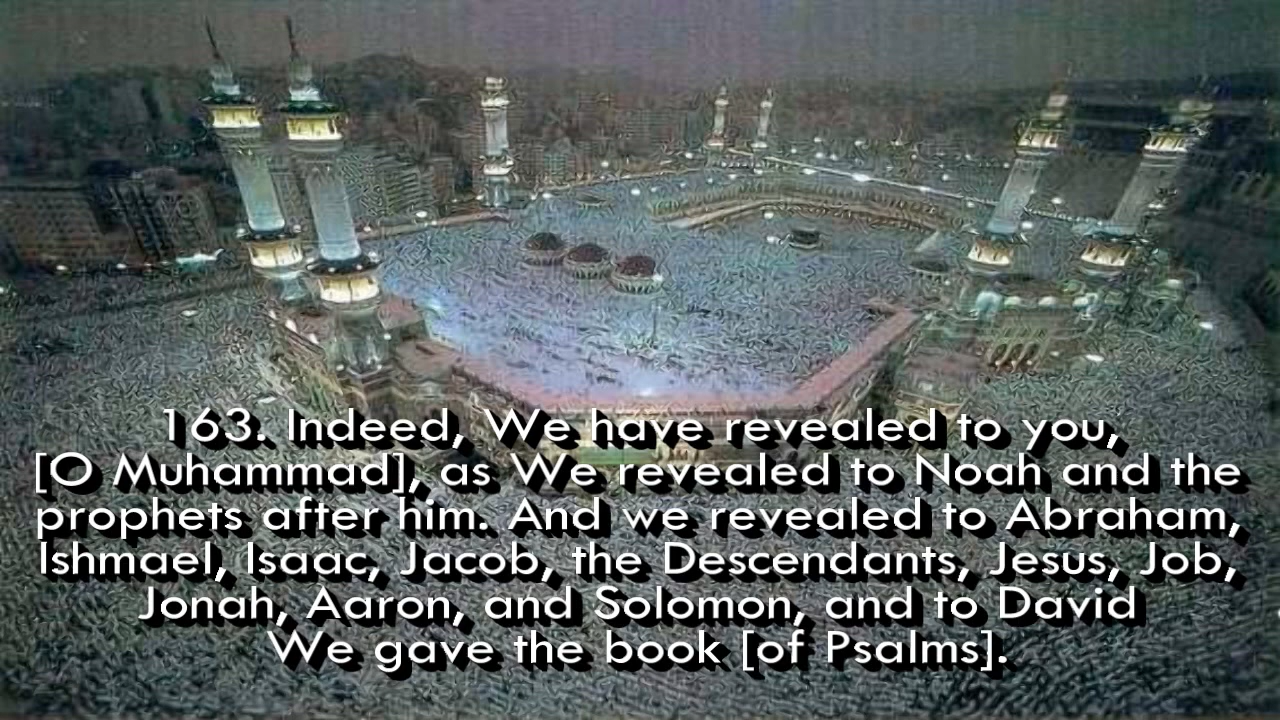 163. Indeed, We have revealed to you,
[O Muhammad], as We revealed to Noah and the
prophets after him. And we revealed to Abraham,
Ishmael, Isaac, Jacob, the Descendants, Jesus, Job,
Jonah, Aaron, and Solomon, and to David
We gave the book [of Psalms].